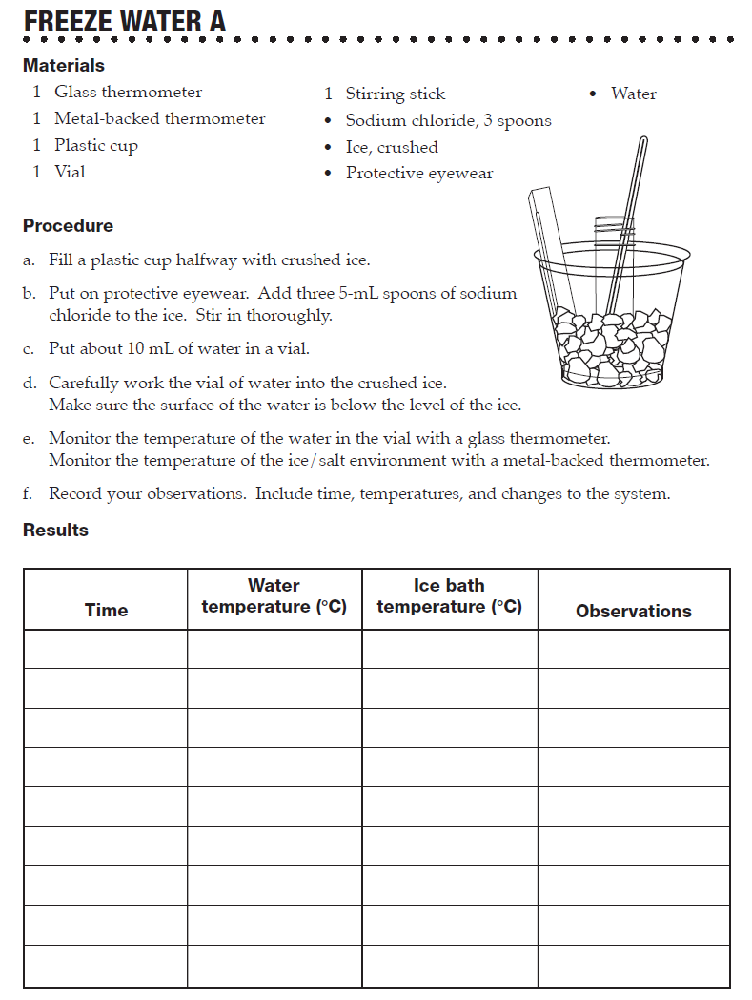 FREEZE WATER A
Materials
1 Glass thermometer
1 Metal-backed thermometer
1 Plastic cup
1 Vial
1 Stirring stick
• Sodium chloride, 3 spoons
• Ice, crushed
• Protective eyewear
• Water
Procedure
a. Fill a plastic cup halfway with crushed ice.
b. Put on protective eyewear. Add three 5-mL spoons of sodium
chloride to the ice. Stir in thoroughly.
c. Put about 10 mL of water in a vial.
d. Carefully work the vial of water into the crushed ice.
Make sure the surface of the water is below the level of the ice.
e. Monitor the temperature of the water in the vial with a glass thermometer.
Monitor the temperature of the ice/salt environment with a metal-backed thermometer.
f. Record your observations. Include time, temperatures, and changes to the system.
Results
Time
Water
temperature (°C)
Ice bath
temperature (°C)
Observations